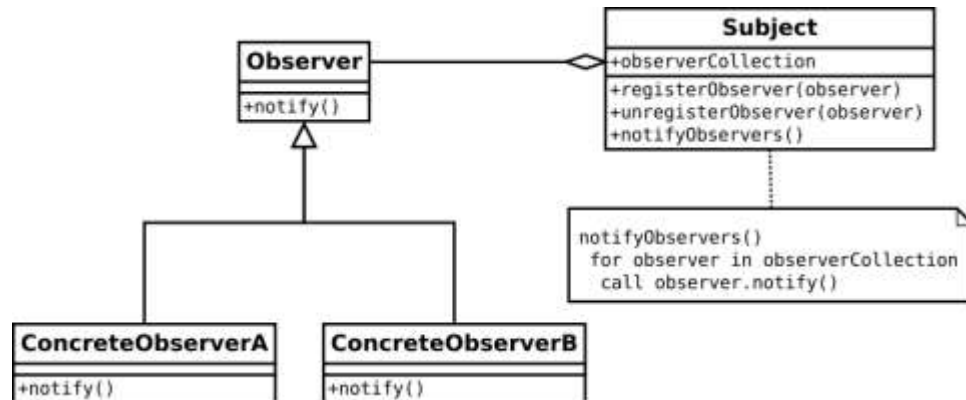 Observer
+notify()
Subject
+observerCollection
+registerObserver(observer)
+unregisterObserver(observer)
+notifyObservers()
notifyObservers()
for observer in observerCollection
call observer.notify()
ConcreteObserverA
+notify()
ConcreteObserverB
+notify()